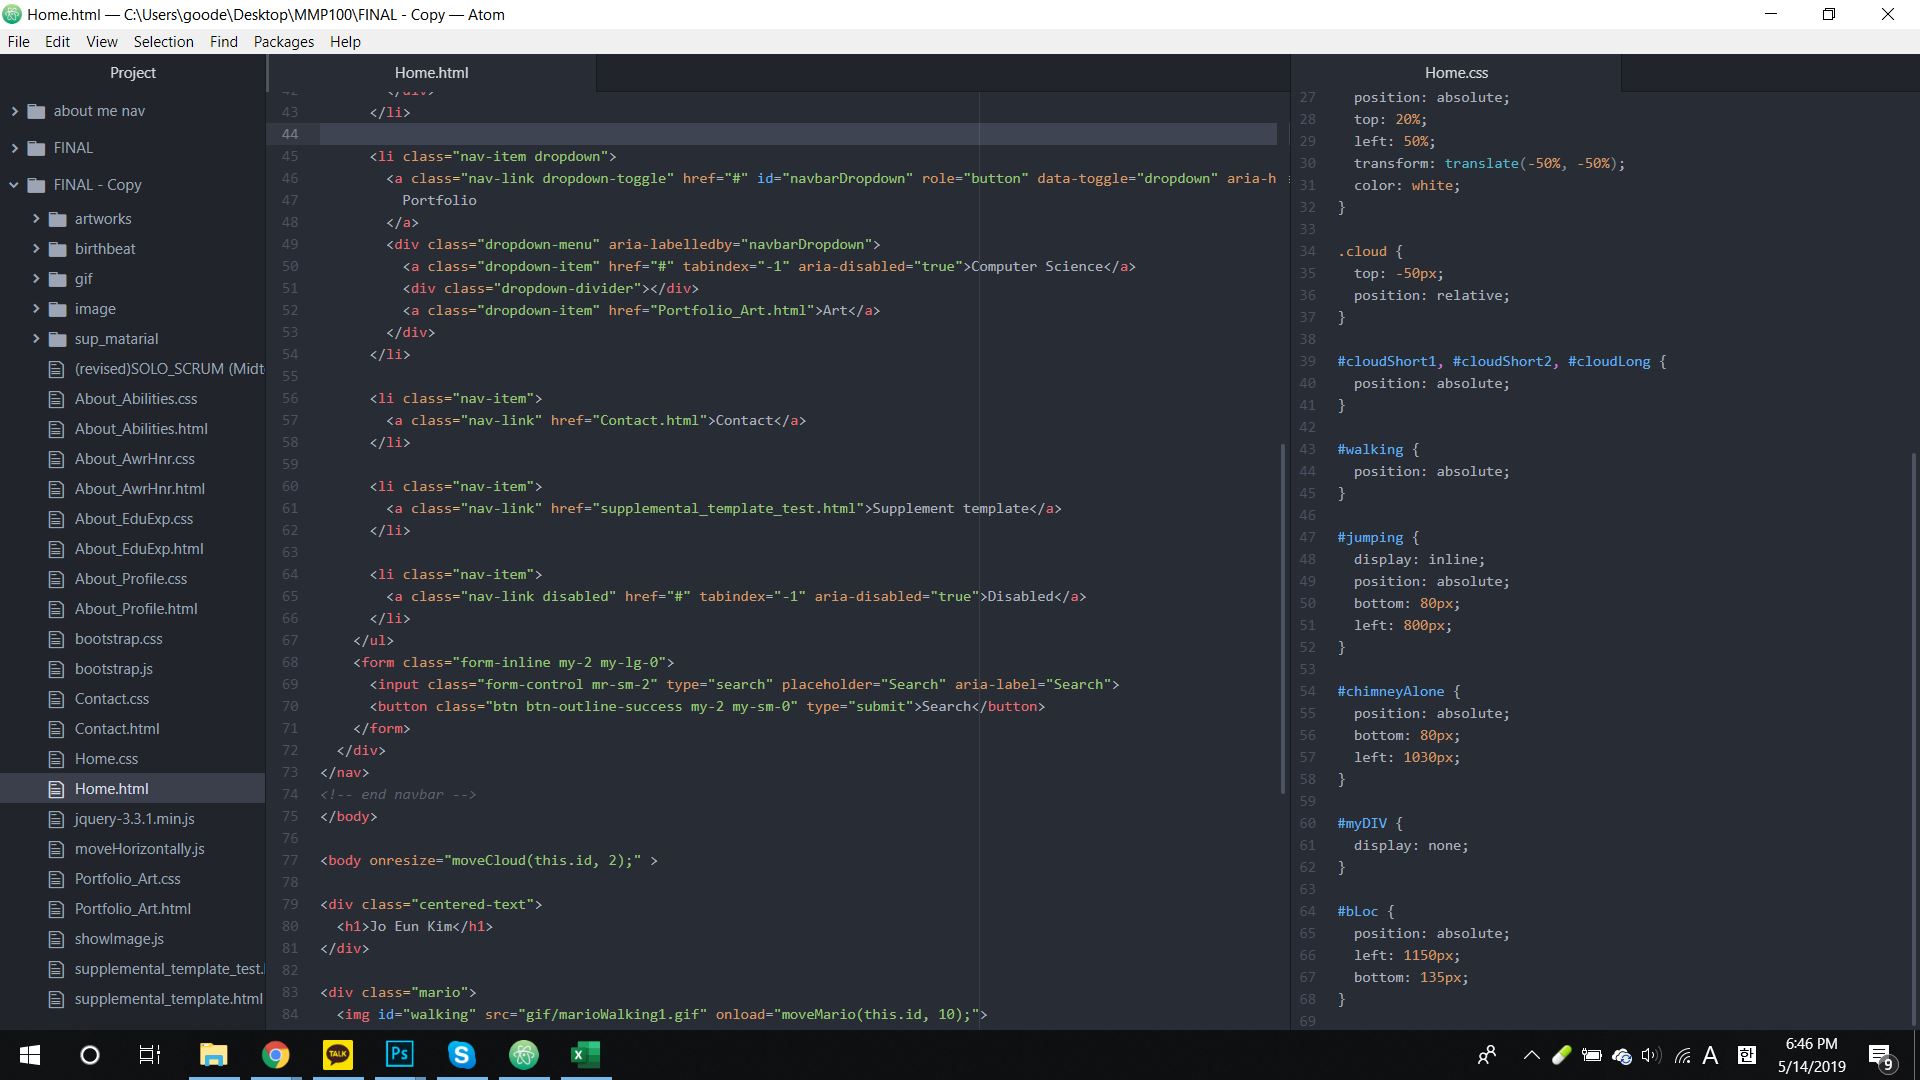 Home.html — C:\Users\goode\Desktop\MMP100\FINAL - Copy — Atom
File Edit View Selection Find Packages Help
Project
about me nav
FINAL
FINAL - Copy
artworks
birthbeat
gif
image
sup_matarial
(revised)SOLO_SCRUM (Midt
About_Abilities.css
About_Abilities.html
About_AwrHnr.css
About_AwrHnr.html
About_EduExp.css
About_EduExp.html
About_Profile.css
About_Profile.html
bootstrap.css
bootstrap.js
Contact.css
Contact.html
Home.css
Home.html
jquery-3.3.1.min.js
moveHorizontally.js
Portfolio_Art.css
Portfolio_Art.html
showImage.js
supplemental_template_test.
supplemental_template.html
Home.html
42 </div>
43 </li>
44
45 <li class="nav-item dropdown">
46 <a class="nav-link dropdown-toggle" href="#" id="navbarDropdown" role="button" data-toggle="dropdown" aria-h
47 Portfolio
48 </a>
49 <div class="dropdown-menu" aria-labelledby="navbarDropdown">
50 <a class="dropdown-item" href="#" tabindex="-1" aria-disabled="true">Computer Science</a>
51 <div class="dropdown-divider"></div>
52 <a class="dropdown-item" href="Portfolio_Art.html">Art</a>
53 </div>
54 </li>
55
56 <li class="nav-item">
57 <a class="nav-link" href="Contact.html">Contact</a>
58 </li>
59
60 <li class="nav-item">
61 <a class="nav-link" href="supplemental_template_test.html">Supplement template</a>
62 </li>
63
64 <li class="nav-item">
65 <a class="nav-link disabled" href="#" tabindex="-1" aria-disabled="true">Disabled</a>
66 </li>
67 </ul>
68 <form class="form-inline my-2 my-lg-0">
69 <input class="form-control mr-sm-2" type="search" placeholder="Search" aria-label="Search">
70 <button class="btn btn-outline-success my-2 my-sm-0" type="submit">Search</button>
71 </form>
72 </div>
73 </nav>
74 <!-- end navbar -->
75 </body>
76
77 <body onresize="moveCloud(this.id, 2);" >
78
79 <div class="centered-text">
80 <h1>Jo Eun Kim</h1>
81 </div>
82
83 <div class="mario">
84 <img id="walking" src="gif/marioWalking1.gif" onload="moveMario(this.id, 10);">
Home.css
27 position: absolute;
28 top: 20%;
29 left: 50%;
30 transform: translate(-50%, -50%);
31 color: white;
32 }
33
34 .cloud {
35 top: -50px;
36 position: relative;
37 }
38
39 #cloudShort1, #cloudShort2, #cloudLong {
40 position: absolute;
41 }
42
43 #walking {
44 position: absolute;
45 }
46
47 #jumping {
48 display: inline;
49 position: absolute;
50 bottom: 80px;
51 left: 800px;
52 }
53
54 #chimneyAlone {
55 position: absolute;
56 bottom: 80px;
57 left: 1030px;
58 }
59
60 #myDIV {
61 display: none;
62 }
63
64 #bLoc {
65 position: absolute;
66 left: 1150px;
67 bottom: 135px;
68 }
69
TALK
Ps
S
X
A
한
6:46 PM
5/14/2019
9